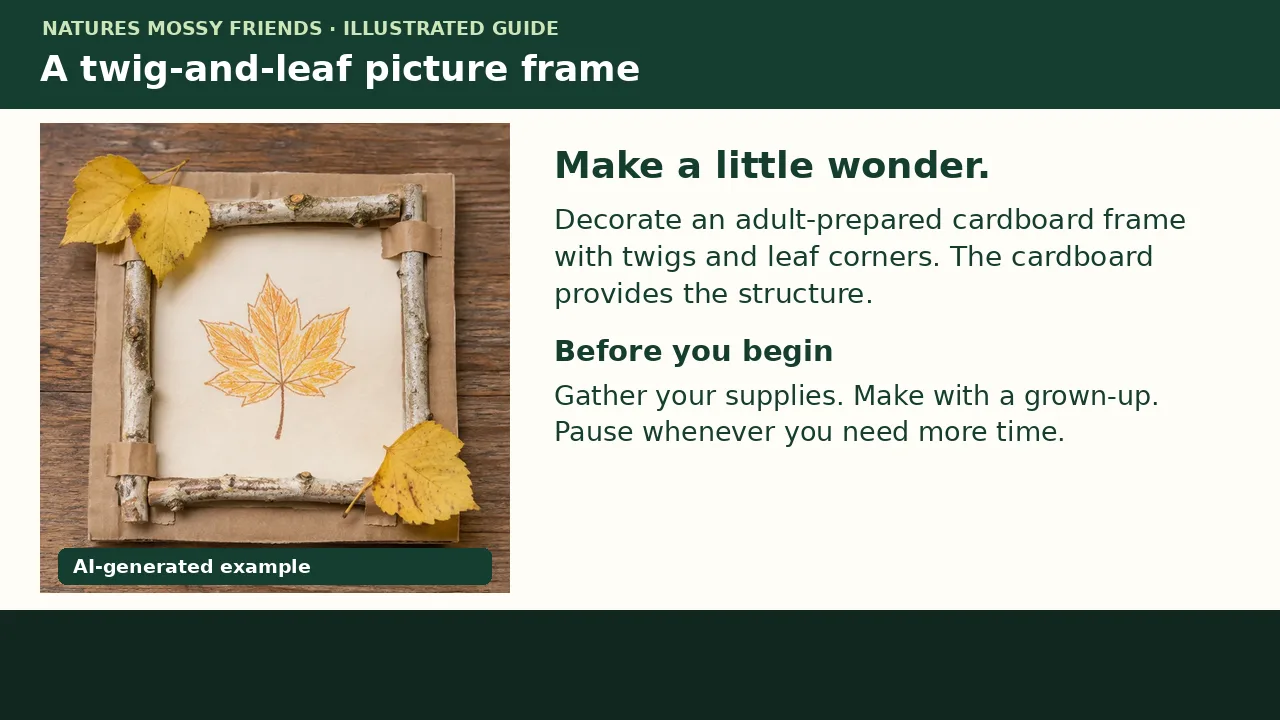 NATURES MOSSY FRIENDS · ILLUSTRATED GUIDE
A twig-and-leaf picture frame
Make a little wonder.
Decorate an adult-prepared cardboard frame
with twigs and leaf corners. The cardboard
provides the structure.
Before you begin
Gather your supplies. Make with a grown-up.
Pause whenever you need more time.
AI-generated example